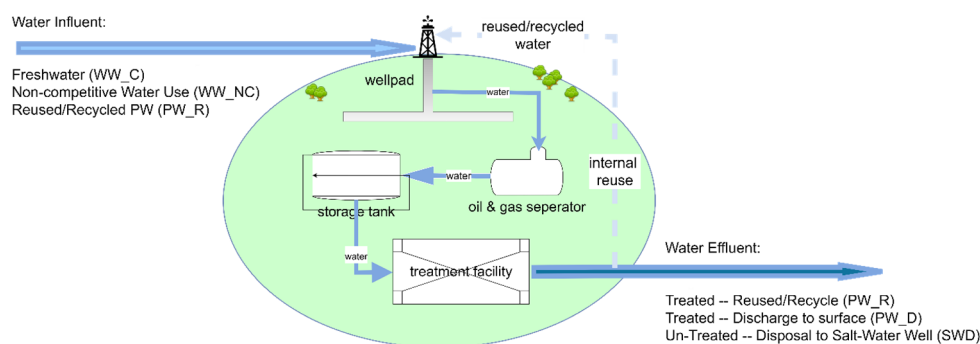 Water Influent:
reused/recycled
water
Freshwater (WW_C)
Non-competitive Water Use (WW_NC)
Reused/Recycled PW (PW_R)
wellpad
water
internal
reuse
water
storage tank
oil & gas seperator
water
treatment facility
Water Effluent:
Treated -- Reused/Recycle (PW_R)
Treated -- Discharge to surface (PW_D)
Un-Treated -- Disposal to Salt-Water Well (SWD)